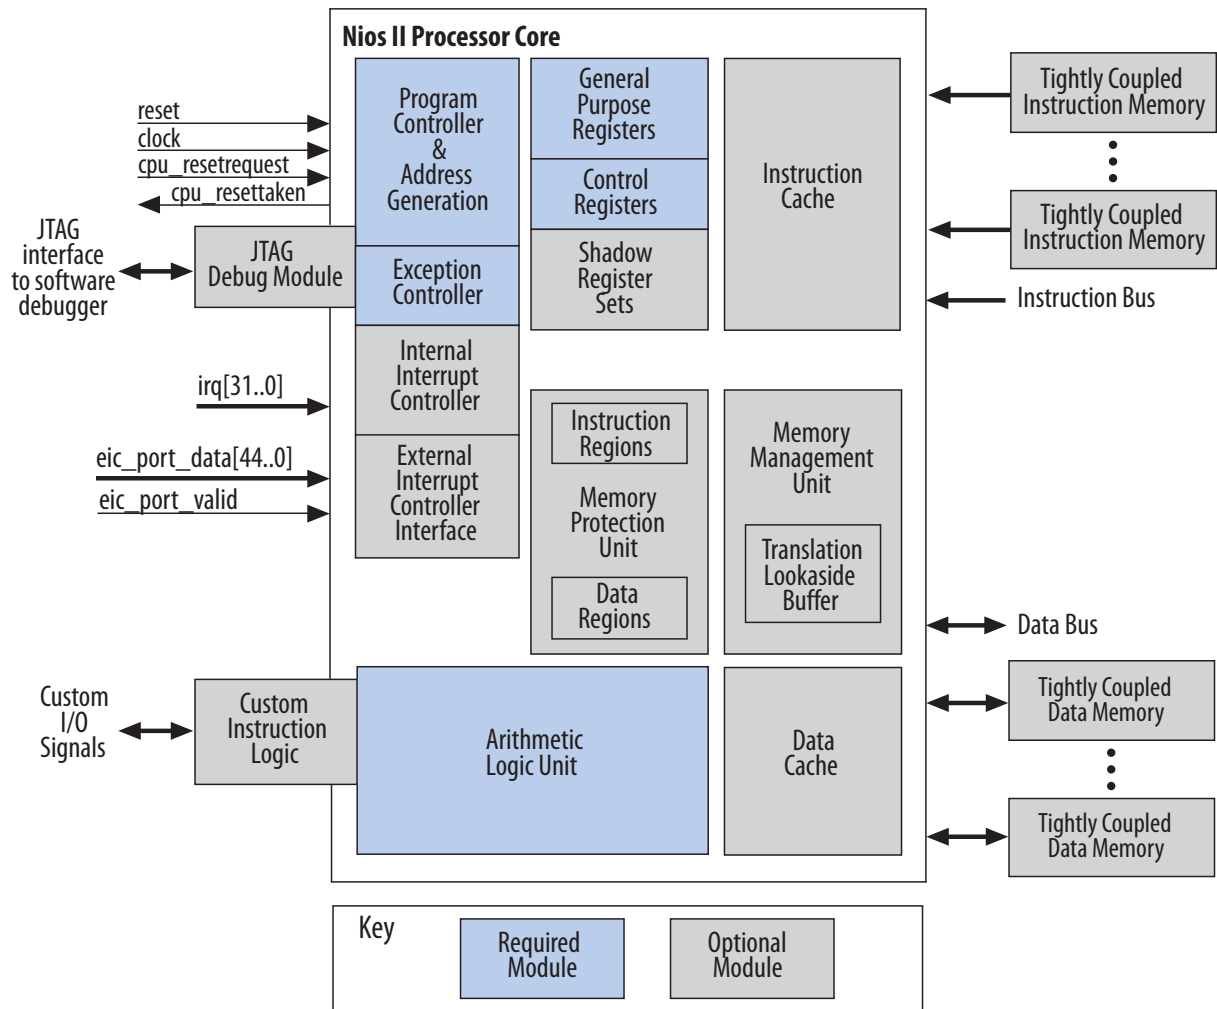 Nios II Processor Core
Program
Controller
&
Address
Generation
General
Purpose
Registers
Control
Registers
Shadow
Register
Sets
Instruction
Cache
Tightly Coupled
Instruction Memory
Tightly Coupled
Instruction Memory
Instruction Bus
reset
clock
cpu_resetrequest
cpu_resettaken
JTAG
interface
to software
debugger
JTAG
Debug Module
Exception
Controller
Internal
Interrupt
Controller
irq[31..0]
External
Interrupt
Controller
Interface
eic_port_data[44..0]
eic_port_valid
Instruction
Regions
Memory
Protection
Unit
Data
Regions
Memory
Management
Unit
Translation
Lookaside
Buffer
Data Bus
Custom
I/O
Signals
Custom
Instruction
Logic
Arithmetic
Logic Unit
Data
Cache
Tightly Coupled
Data Memory
Tightly Coupled
Data Memory
Key
Required
Module
Optional
Module